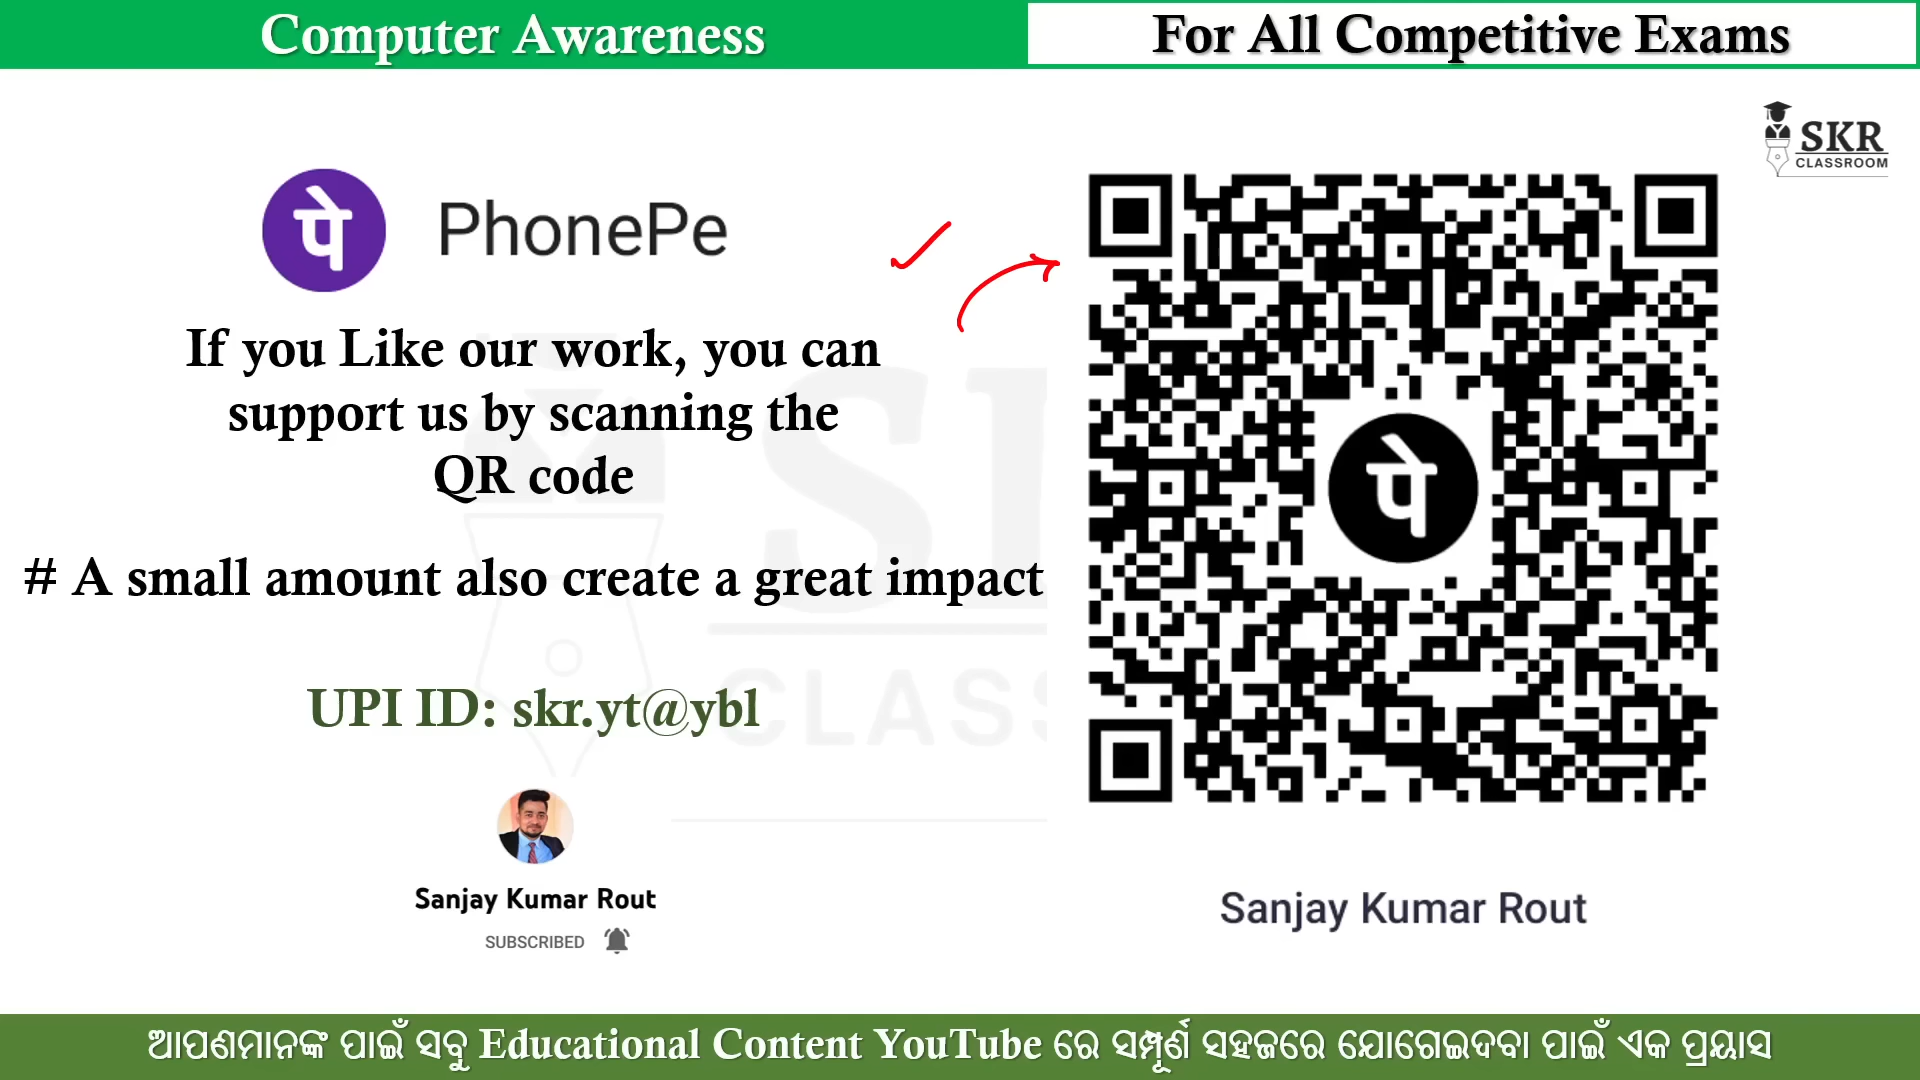 Computer Awareness
For All Competitive Exams
SKR
CLASSROOM
पे PhonePe
If you Like our work, you can
support us by scanning the
QR code
# A small amount also create a great impact
UPI ID: skr.yt@ybl
Sanjay Kumar Rout
SUBSCRIBED
पे
Sanjay Kumar Rout
ଆପଣମାନଙ୍କ ପାଇଁ ସବୁ Educational Content YouTube ରେ ସମ୍ପୂର୍ଣ ସହଜରେ ଯୋଗେଇଦବା ପାଇଁ ଏକ ପ୍ରୟାସ